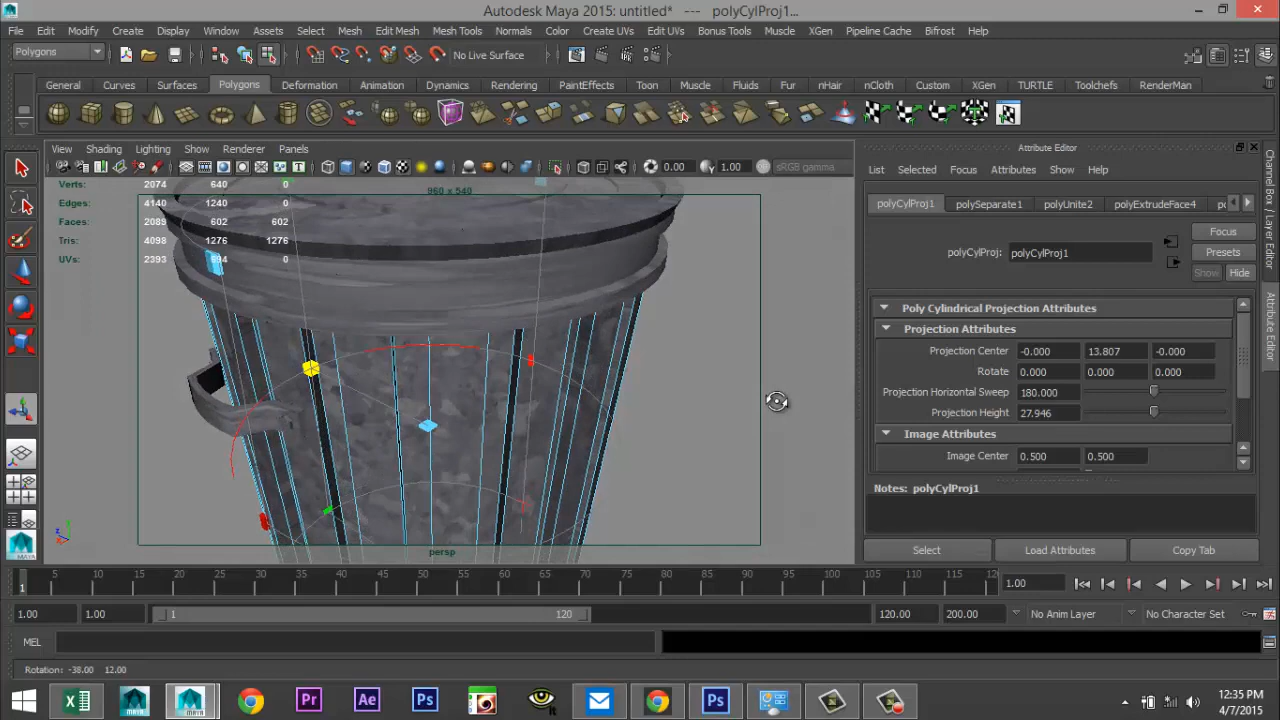 Autodesk Maya 2015: untitled* --- polyCylProj1...
File Edit Modify Create Display Window Assets Select Mesh Edit Mesh Mesh Tools Normals Color Create UVs Edit UVs Bonus Tools Muscle XGen Pipeline Cache Bifrost Help
Polygons No Live Surface
General Curves Surfaces Polygons Deformation Animation Dynamics Rendering PaintEffects Toon Muscle Fluids Fur nHair nCloth Custom XGen TURTLE Toolchefs RenderMan
View Shading Lighting Show Renderer Panels
0.00 1.00 sRGB gamma
Verts: 2074 640 0
Edges: 4140 1240 0
Faces: 2089 602 602
Tris: 4098 1276 1276
UVs: 2393 694 0
960 x 540
persp
Attribute Editor
List Selected Focus Attributes Show Help
polyCylProj1 polySeparate1 polyUnite2 polyExtrudeFace4
Focus
polyCylProj: polyCylProj1 Presets
Show Hide
Poly Cylindrical Projection Attributes
Projection Attributes
Projection Center -0.000 13.807 -0.000
Rotate 0.000 0.000 0.000
Projection Horizontal Sweep 180.000
Projection Height 27.946
Image Attributes
Image Center 0.500 0.500
Notes: polyCylProj1
Select Load Attributes Copy Tab
1 5 10 15 20 25 30 35 40 45 50 55 60 65 70 75 80 85 90 95 100 105 110 115 120 1.00
1.00 1.00 1 120 120.00 200.00 No Anim Layer No Character Set
MEL
Rotation: -38.00 12.00
12:35 PM
4/7/2015
Channel Box / Layer Editor
Attribute Editor